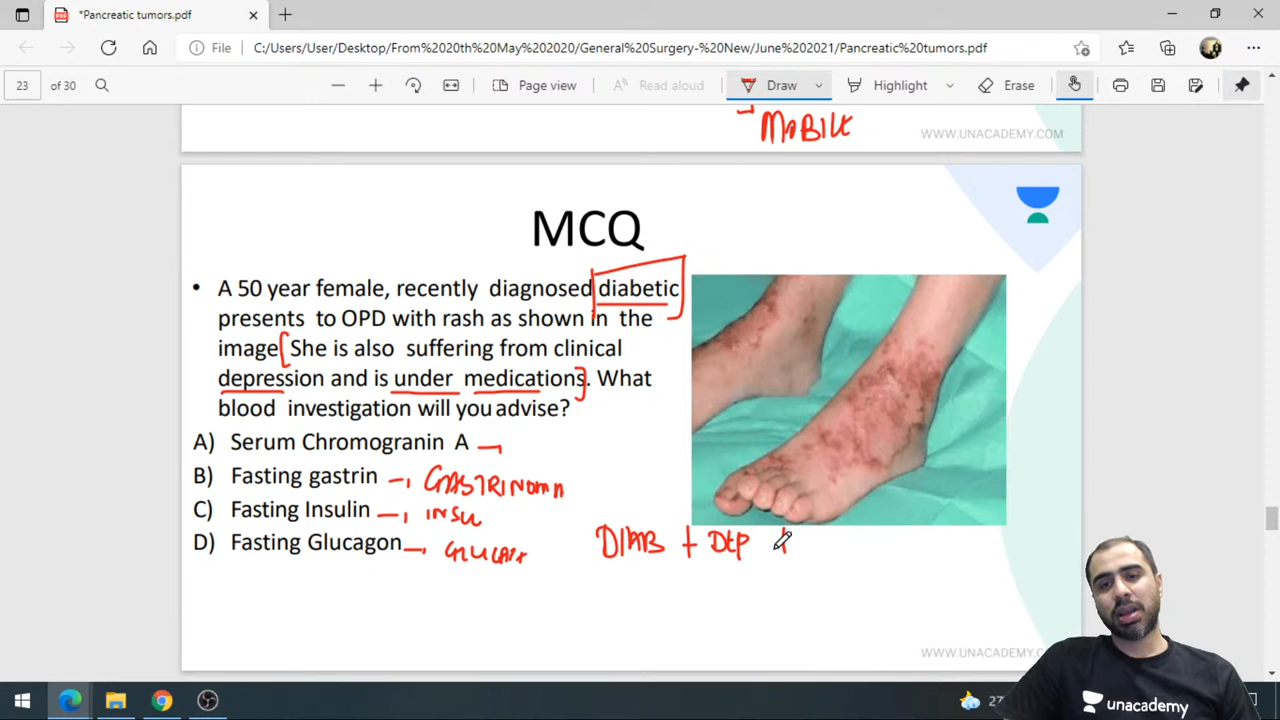 *Pancreatic tumors.pdf
File C:/Users/User/Desktop/From%2020th%20May%202020/General%20Surgery-%20New/June%202021/Pancreatic%20tumors.pdf
23 of 30 Page view Read aloud Draw Highlight Erase
MOBILE
WWW.UNACADEMY.COM
MCQ
• A 50 year female, recently diagnosed diabetic
presents to OPD with rash as shown in the
image. She is also suffering from clinical
depression and is under medications. What
blood investigation will you advise?
A) Serum Chromogranin A
B) Fasting gastrin GASTRINOMA
C) Fasting Insulin INSU
D) Fasting Glucagon
DIAB + DEP +
WWW.UNACADEMY.
unacademy
27